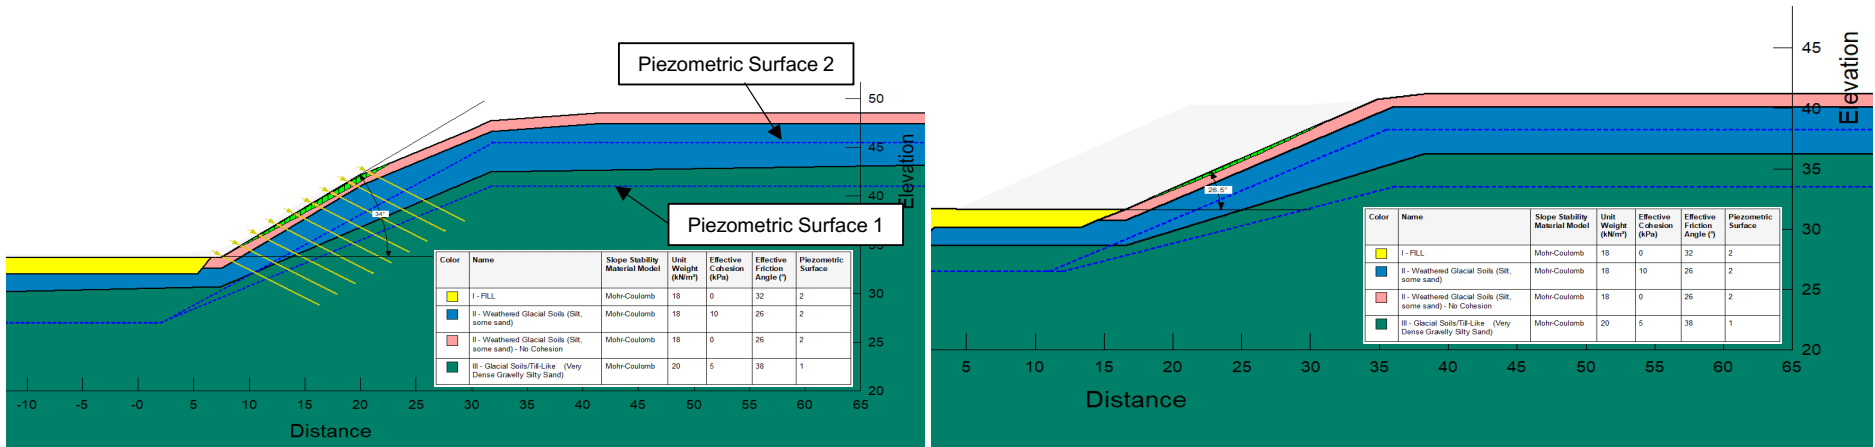 Piezometric Surface 2
50
45
40
35
30
25
20
Elevation
34°
Piezometric Surface 1
Color Name Slope Stability Material Model Unit Weight (kN/m³) Effective Cohesion (kPa) Effective Friction Angle (°) Piezometric Surface
I - FILL Mohr-Coulomb 18 0 32 2
II - Weathered Glacial Soils (Silt, some sand) Mohr-Coulomb 18 10 26 2
II - Weathered Glacial Soils (Silt, some sand) - No Cohesion Mohr-Coulomb 18 0 26 2
III - Glacial Soils/Till-Like (Very Dense Gravelly Silty Sand) Mohr-Coulomb 20 5 38 1
-10 -5 -0 5 10 15 20 25 30 35 40 45 50 55 60 65
Distance
45
40
35
30
25
20
Elevation
26.5°
Color Name Slope Stability Material Model Unit Weight (kN/m³) Effective Cohesion (kPa) Effective Friction Angle (°) Piezometric Surface
I - FILL Mohr-Coulomb 18 0 32 2
II - Weathered Glacial Soils (Silt, some sand) Mohr-Coulomb 18 10 26 2
II - Weathered Glacial Soils (Silt, some sand) - No Cohesion Mohr-Coulomb 18 0 26 2
III - Glacial Soils/Till-Like (Very Dense Gravelly Silty Sand) Mohr-Coulomb 20 5 38 1
5 10 15 20 25 30 35 40 45 50 55 60 65
Distance